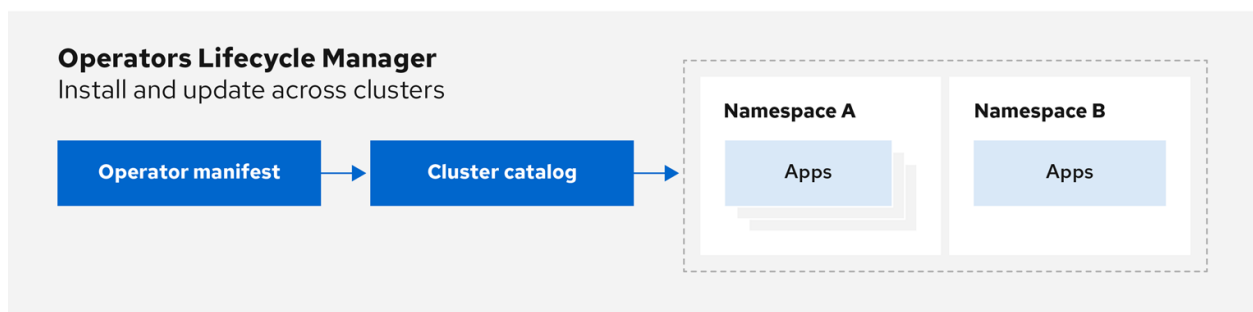 Operators Lifecycle Manager
Install and update across clusters
Operator manifest
Cluster catalog
Namespace A
Apps
Namespace B
Apps